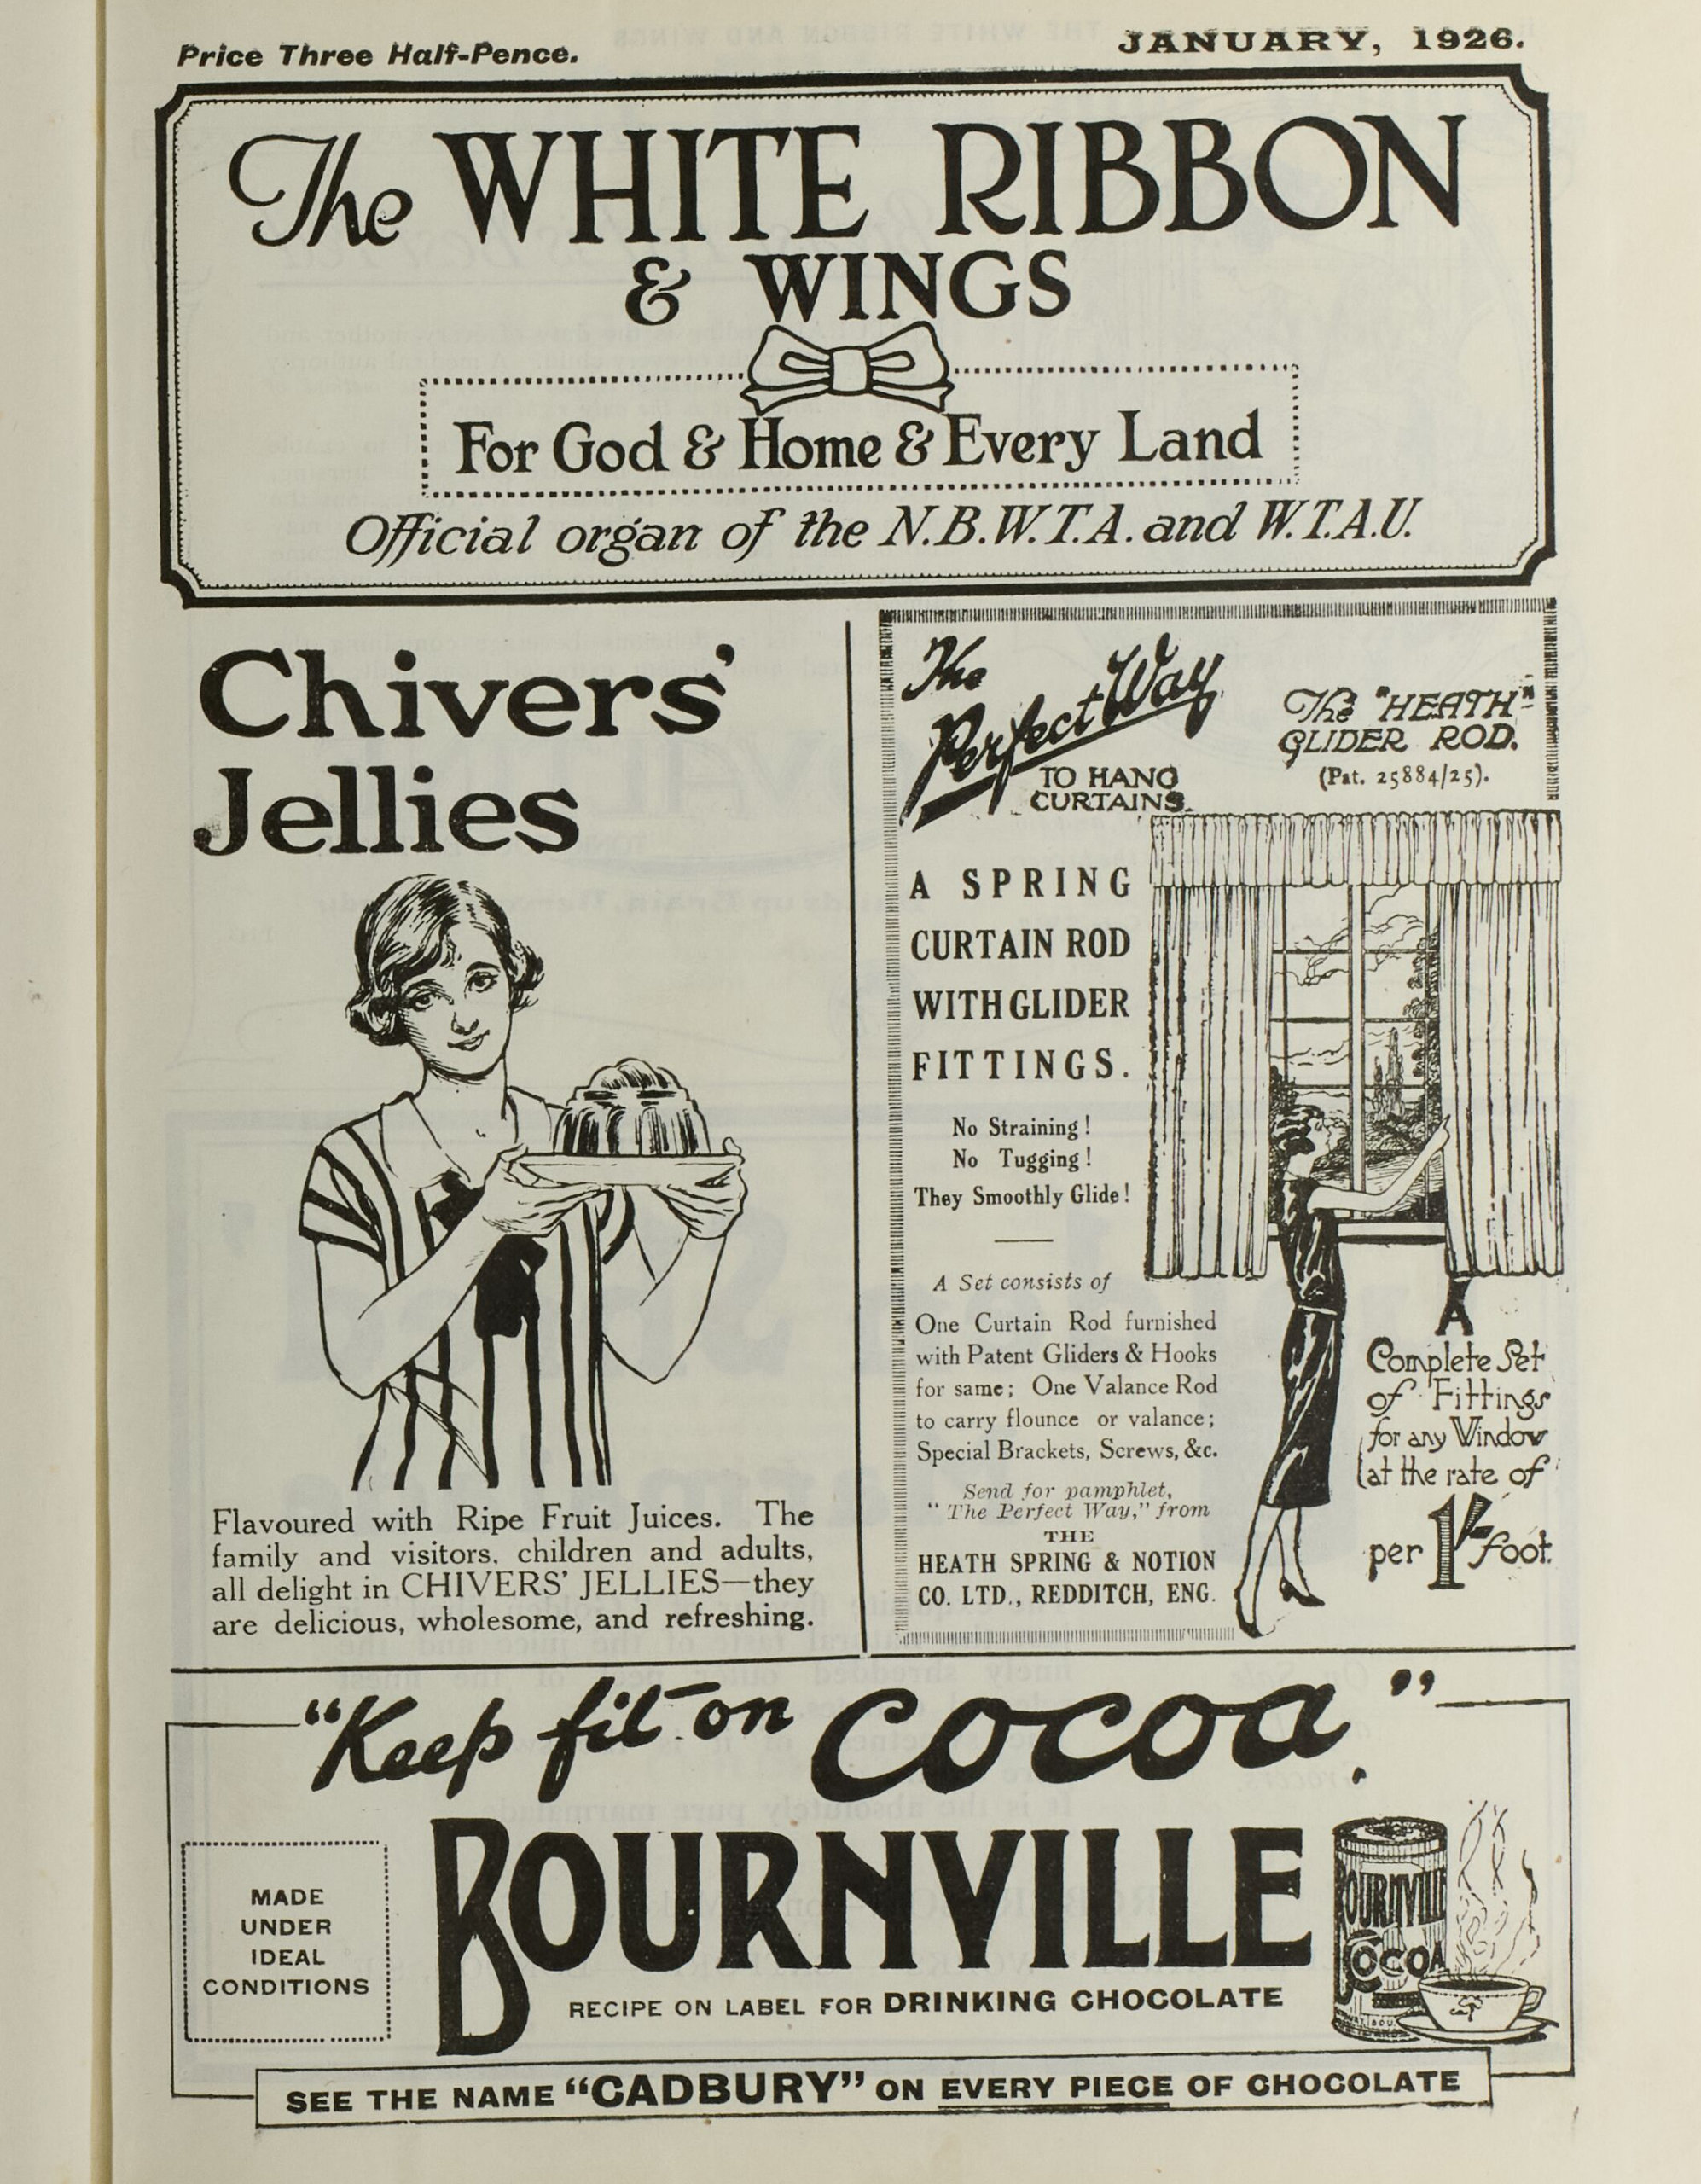 Price Three Half-Pence.
JANUARY, 1926.
The WHITE RIBBON
& WINGS
For God & Home & Every Land
Official organ of the N.B.W.T.A. and W.T.A.U.
Chivers'
Jellies
Flavoured with Ripe Fruit Juices. The
family and visitors, children and adults,
all delight in CHIVERS' JELLIES—they
are delicious, wholesome, and refreshing.
The
Perfect Way
TO HANG
CURTAINS.
The "HEATH"
GLIDER ROD.
(Pat. 25884/25).
A SPRING
CURTAIN ROD
WITH GLIDER
FITTINGS.
No Straining!
No Tugging!
They Smoothly Glide!
A Set consists of
One Curtain Rod furnished
with Patent Gliders & Hooks
for same; One Valance Rod
to carry flounce or valance;
Special Brackets, Screws, &c.
Send for pamphlet,
"The Perfect Way," from
THE
HEATH SPRING & NOTION
CO. LTD., REDDITCH, ENG.
A
Complete Set
of Fittings
for any Window
at the rate of
per 1/- foot.
"Keep fit on cocoa."
MADE
UNDER
IDEAL
CONDITIONS
BOURNVILLE
RECIPE ON LABEL FOR DRINKING CHOCOLATE
BOURNVILLE
COCOA
SEE THE NAME "CADBURY" ON EVERY PIECE OF CHOCOLATE